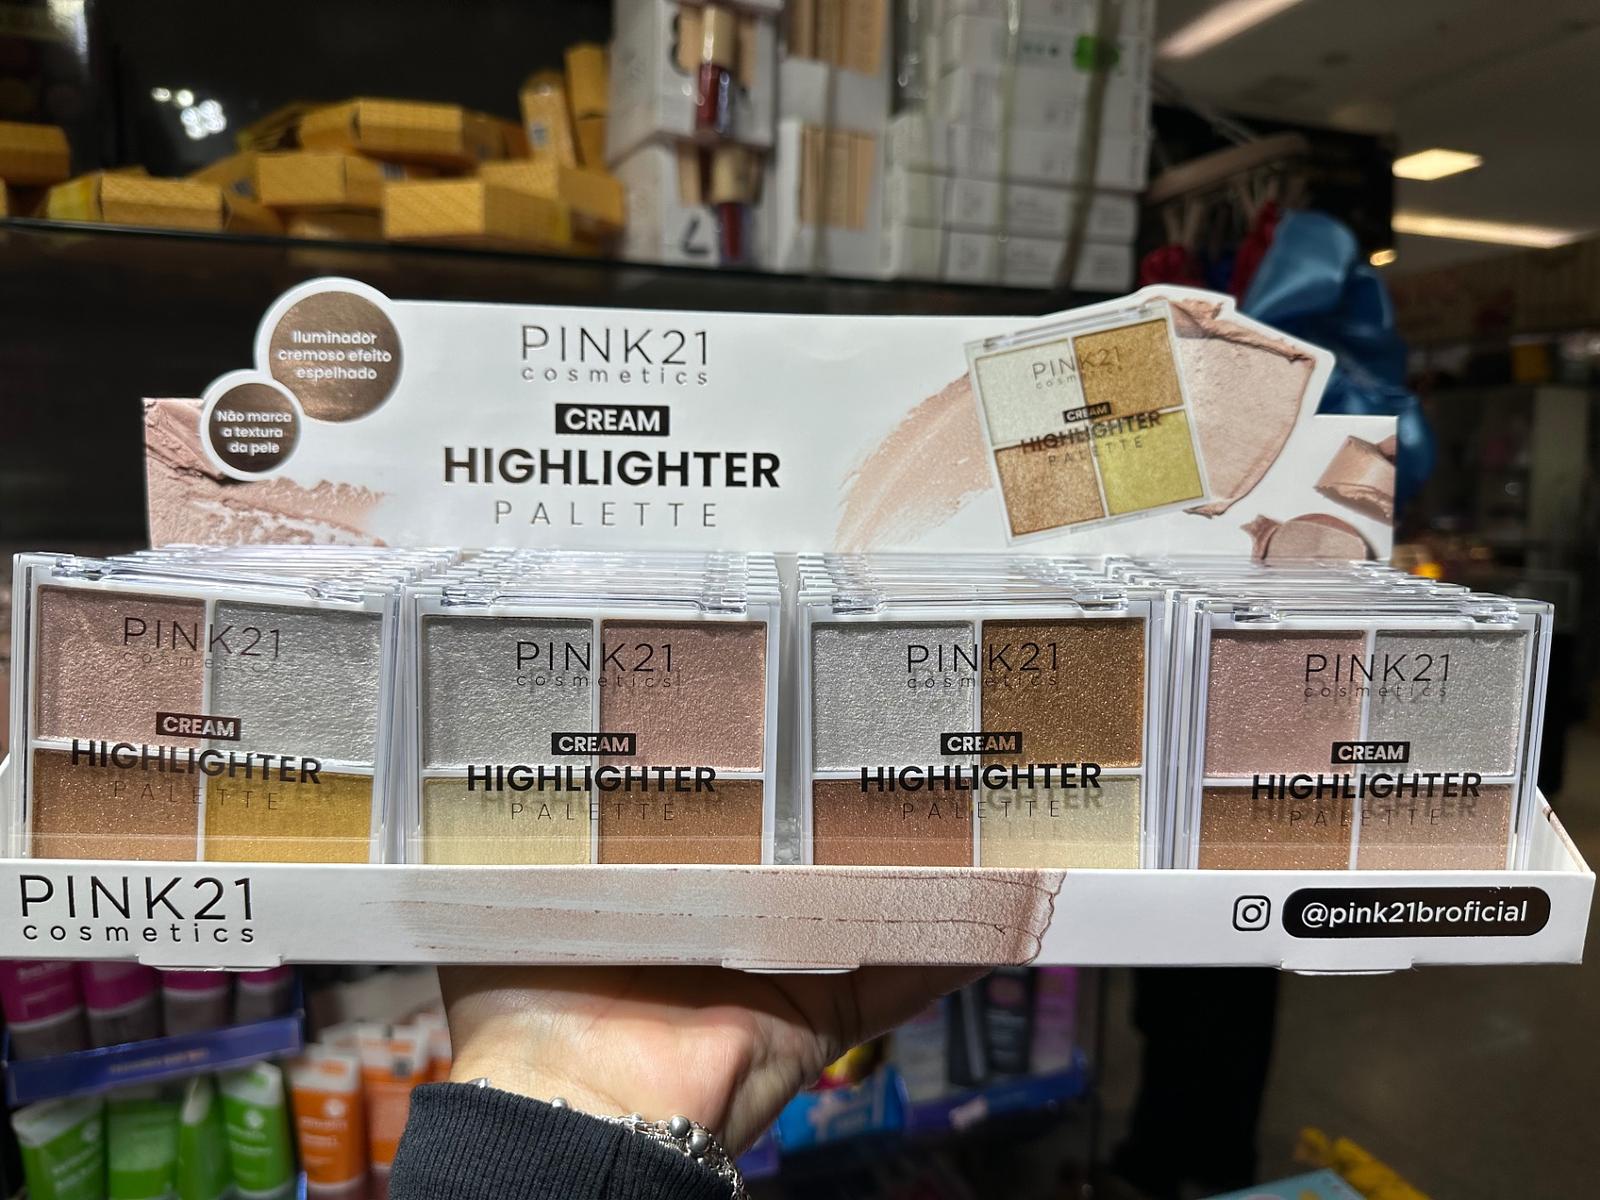 Iluminador
cremoso efeito
espelhado
Não marca
a textura
da pele
PINK21
cosmetics
CREAM
HIGHLIGHTER
PALETTE
PINK21
cosmetics
CREAM
HIGHLIGHTER
PALETTE
PINK21
cosmetics
CREAM
HIGHLIGHTER
PALETTE
PINK21
cosmetics
CREAM
HIGHLIGHTER
PALETTE
PINK21
cosmetics
CREAM
HIGHLIGHTER
PALETTE
PINK21
cosmetics
CREAM
HIGHLIGHTER
PALETTE
PINK21
cosmetics
@pink21broficial